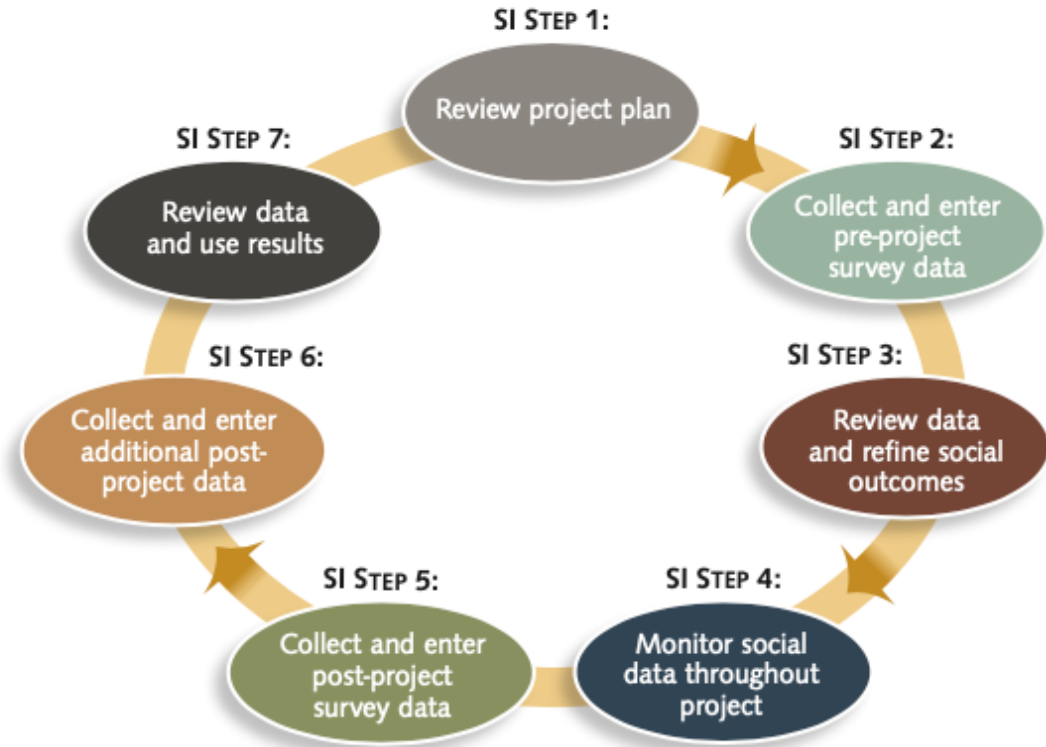 SI STEP 1:
Review project plan
SI STEP 2:
Collect and enter
pre-project
survey data
SI STEP 3:
Review data
and refine social
outcomes
SI STEP 4:
Monitor social
data throughout
project
SI STEP 5:
Collect and enter
post-project
survey data
SI STEP 6:
Collect and enter
additional post-
project data
SI STEP 7:
Review data
and use results